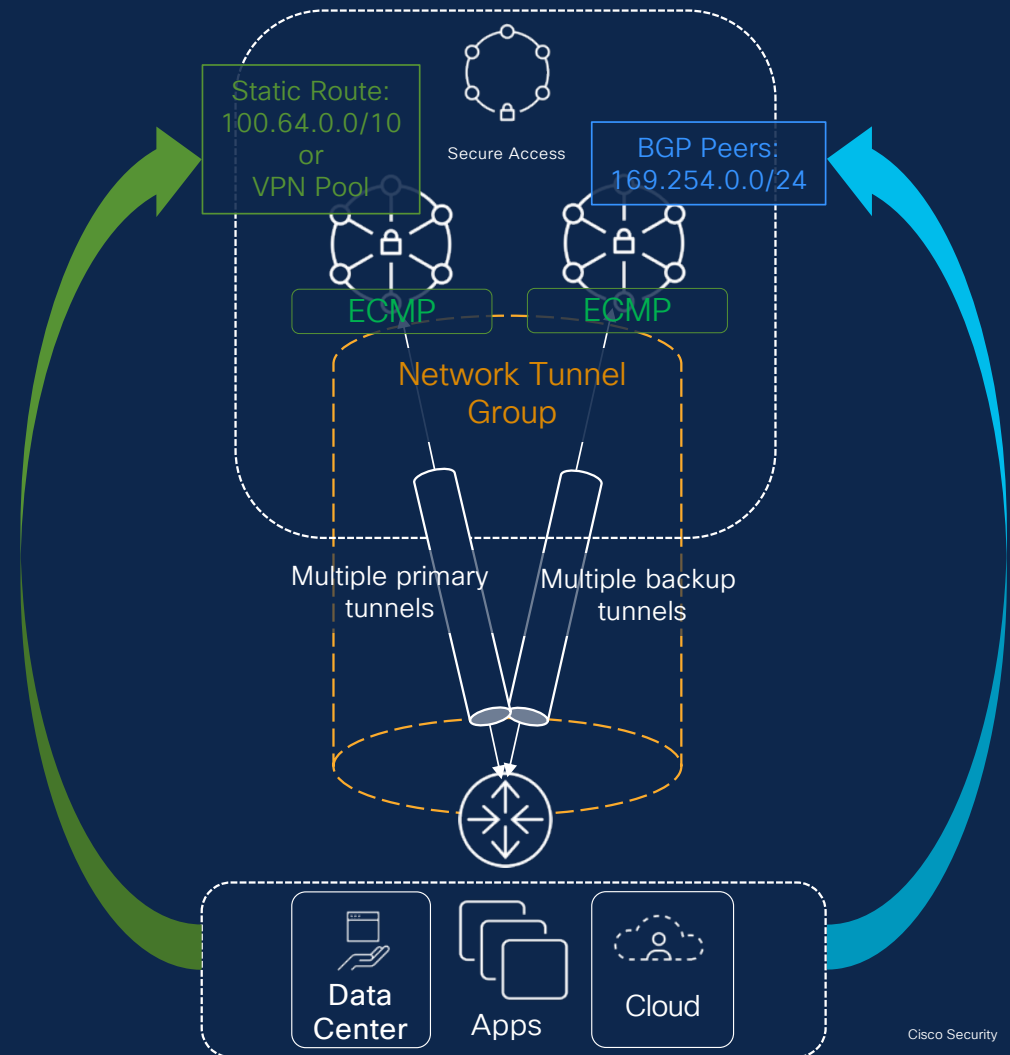 Static Route:
100.64.0.0/10
or
VPN Pool
Secure Access
BGP Peers:
169.254.0.0/24
ECMP
ECMP
Network Tunnel
Group
Multiple primary
tunnels
Multiple backup
tunnels
Data
Center
Apps
Cloud
Cisco Security